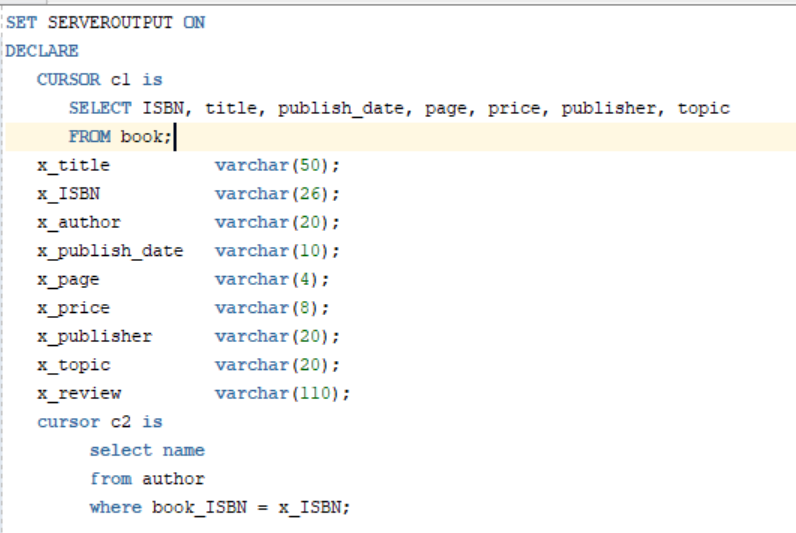 SET SERVEROUTPUT ON
DECLARE
CURSOR c1 is
SELECT ISBN, title, publish_date, page, price, publisher, topic
FROM book;
x_title varchar(50);
x_ISBN varchar(26);
x_author varchar(20);
x_publish_date varchar(10);
x_page varchar(4);
x_price varchar(8);
x_publisher varchar(20);
x_topic varchar(20);
x_review varchar(110);
cursor c2 is
select name
from author
where book_ISBN = x_ISBN;